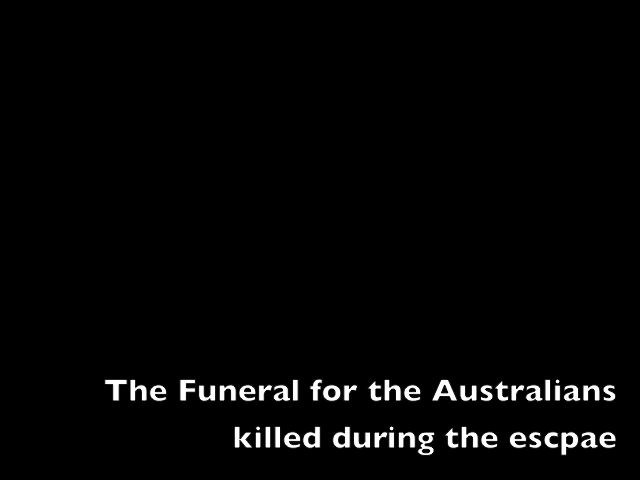 The Funeral for the Australians
killed during the escpae